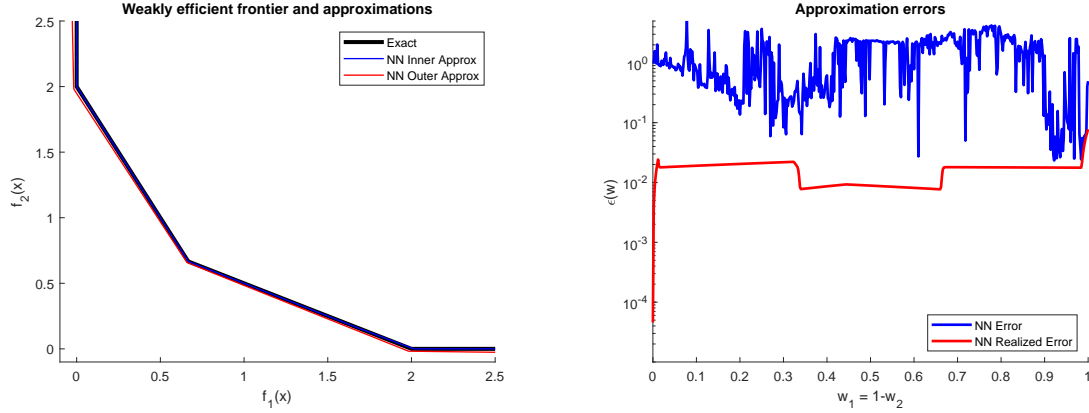 Weakly efficient frontier and approximations
2.5
2
1.5
1
0.5
0
f2(x)
0
0.5
1
1.5
2
2.5
f1(x)
Exact
NN Inner Approx
NN Outer Approx
Approximation errors
10^0
10^-1
10^-2
10^-3
10^-4
ϵ(w)
0
0.1
0.2
0.3
0.4
0.5
0.6
0.7
0.8
0.9
1
w1 = 1-w2
NN Error
NN Realized Error